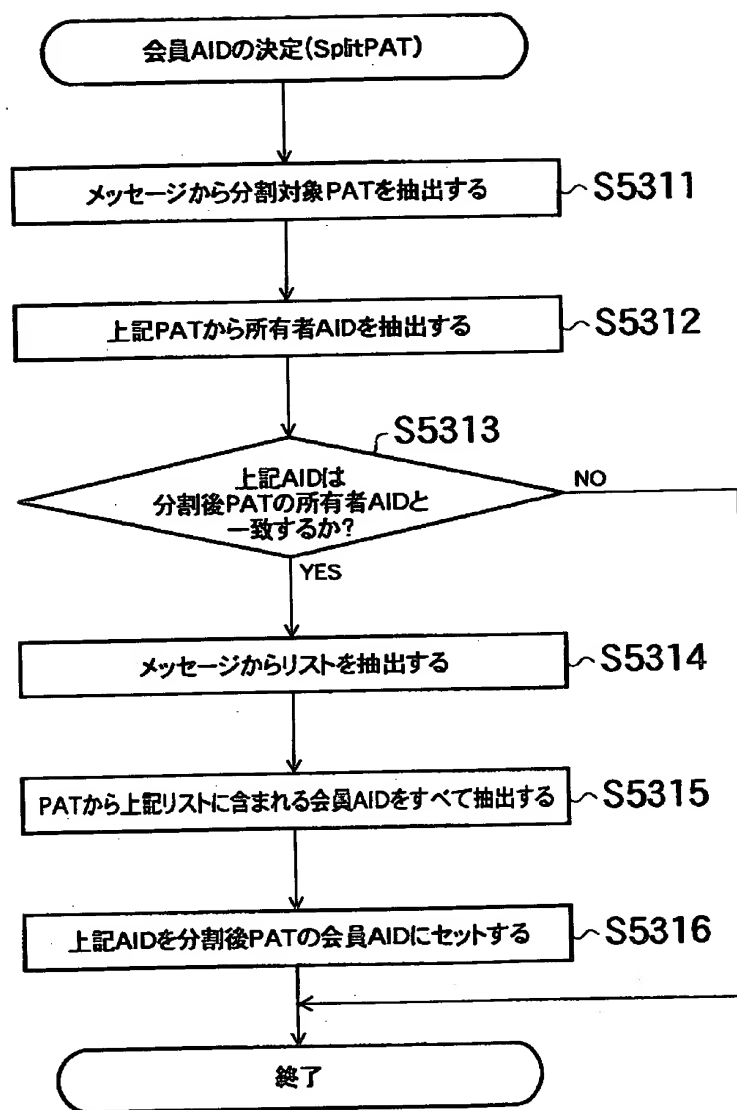 会員AIDの決定(SplitPAT)
メッセージから分割対象PATを抽出する
S5311
上記PATから所有者AIDを抽出する
S5312
S5313
上記AIDは
分割後PATの所有者AIDと
一致するか?
NO
YES
メッセージからリストを抽出する
S5314
PATから上記リストに含まれる会員AIDをすべて抽出する
S5315
上記AIDを分割後PATの会員AIDにセットする
S5316
終了